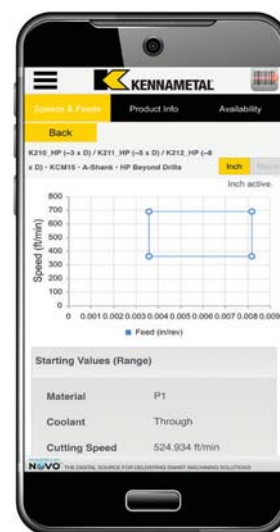 KENNAMETAL
Speeds & Feeds Product Info Availability
Back
K210_HP (~3 x D) / K211_HP (~5 x D) / K212_HP (~8
x D) · KCM15 · A-Shank · HP Beyond Drills
Inch Metric
Inch active.
800
700
600
500
400
300
200
100
0
Speed (ft/min)
0 0.001 0.002 0.003 0.004 0.005 0.006 0.007 0.008 0.009
Feed (in/rev)
Starting Values (Range)
Material P1
Coolant Through
Cutting Speed 524.934 ft/min
NOVO THE DIGITAL SOURCE FOR DELIVERING SMART MACHINING SOLUTIONS